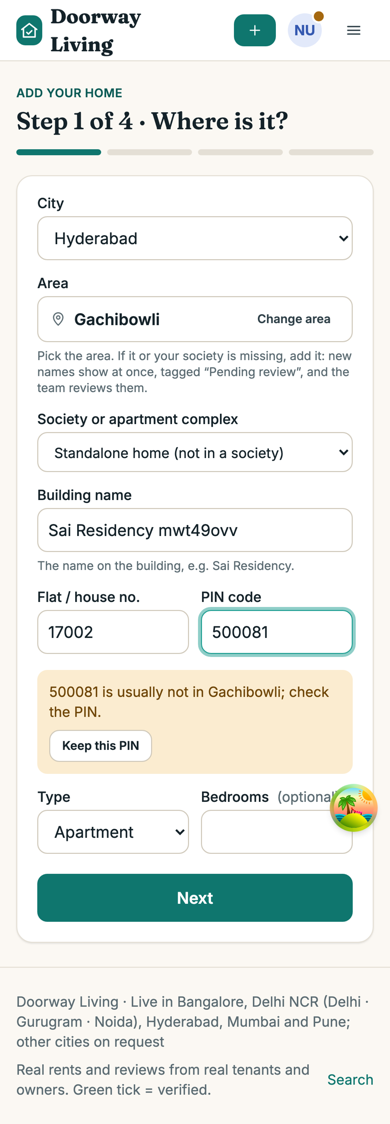 Doorway
Living
+
NU
ADD YOUR HOME
Step 1 of 4 · Where is it?
City
Hyderabad
Area
Gachibowli
Change area
Pick the area. If it or your society is missing, add it: new
names show at once, tagged “Pending review”, and the
team reviews them.
Society or apartment complex
Standalone home (not in a society)
Building name
Sai Residency mwt49ovv
The name on the building, e.g. Sai Residency.
Flat / house no.
PIN code
17002
500081
500081 is usually not in Gachibowli; check
the PIN.
Keep this PIN
Type
Bedrooms (optional
Apartment
Next
Doorway Living · Live in Bangalore, Delhi NCR (Delhi ·
Gurugram · Noida), Hyderabad, Mumbai and Pune;
other cities on request
Real rents and reviews from real tenants and
owners. Green tick = verified.
Search